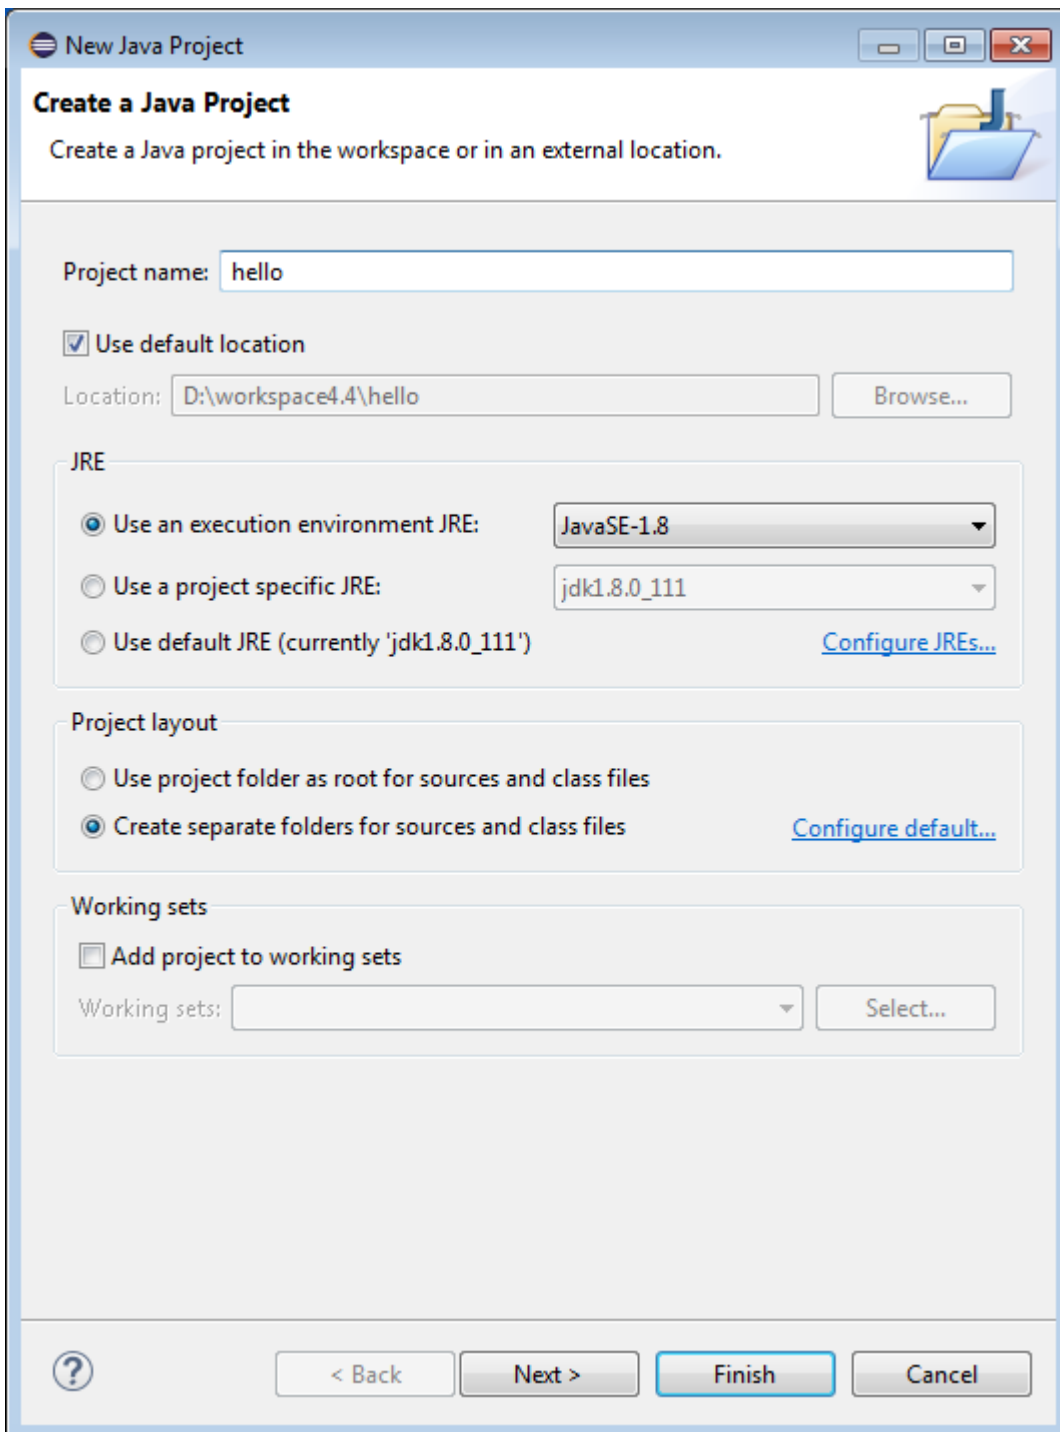 New Java Project
Create a Java Project
Create a Java project in the workspace or in an external location.
Project name: hello
Use default location
Location: D:\workspace4.4\hello Browse...
JRE
Use an execution environment JRE: JavaSE-1.8
Use a project specific JRE: jdk1.8.0_111
Use default JRE (currently 'jdk1.8.0_111') Configure JREs...
Project layout
Use project folder as root for sources and class files
Create separate folders for sources and class files Configure default...
Working sets
Add project to working sets
Working sets: Select...
? < Back Next > Finish Cancel